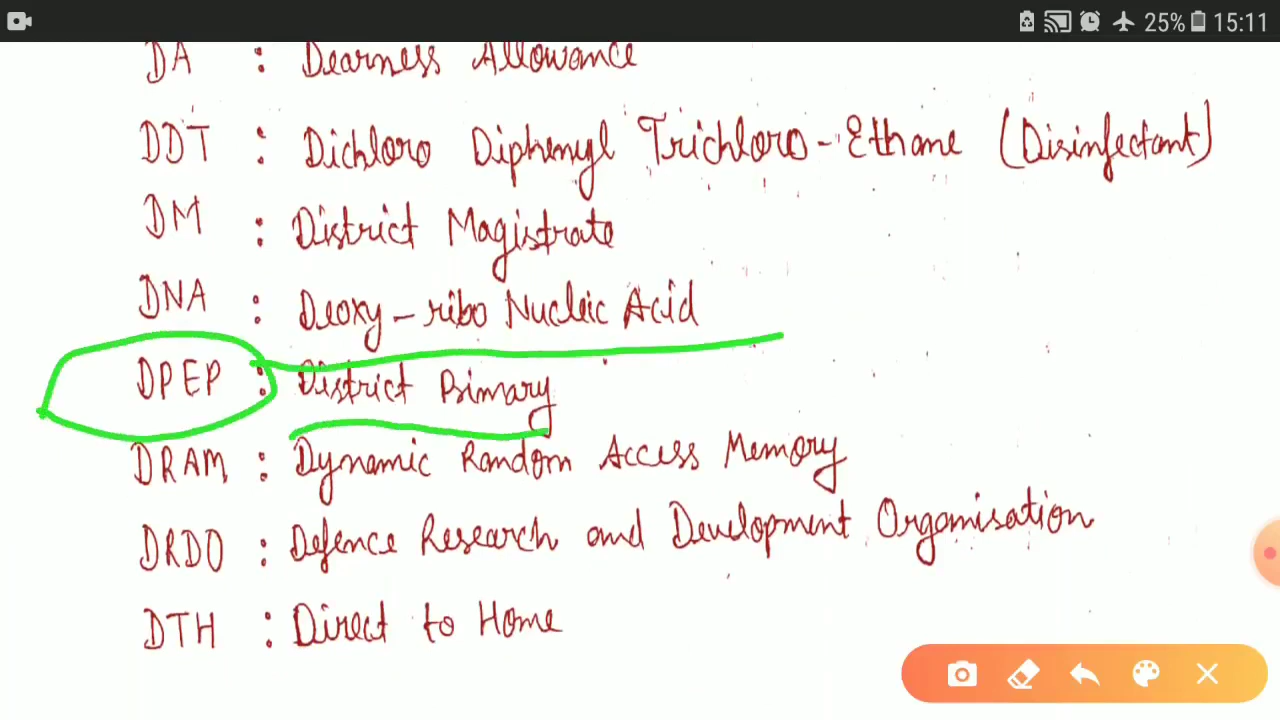 25% 15:11
DA : Dearness Allowance
DDT : Dichloro Diphenyl Trichloro-Ethane (Disinfectant)
DM : District Magistrate
DNA : Deoxy-ribo Nucleic Acid
DPEP : District Primary
DRAM : Dynamic Random Access Memory
DRDO : Defence Research and Development Organisation
DTH : Direct to Home